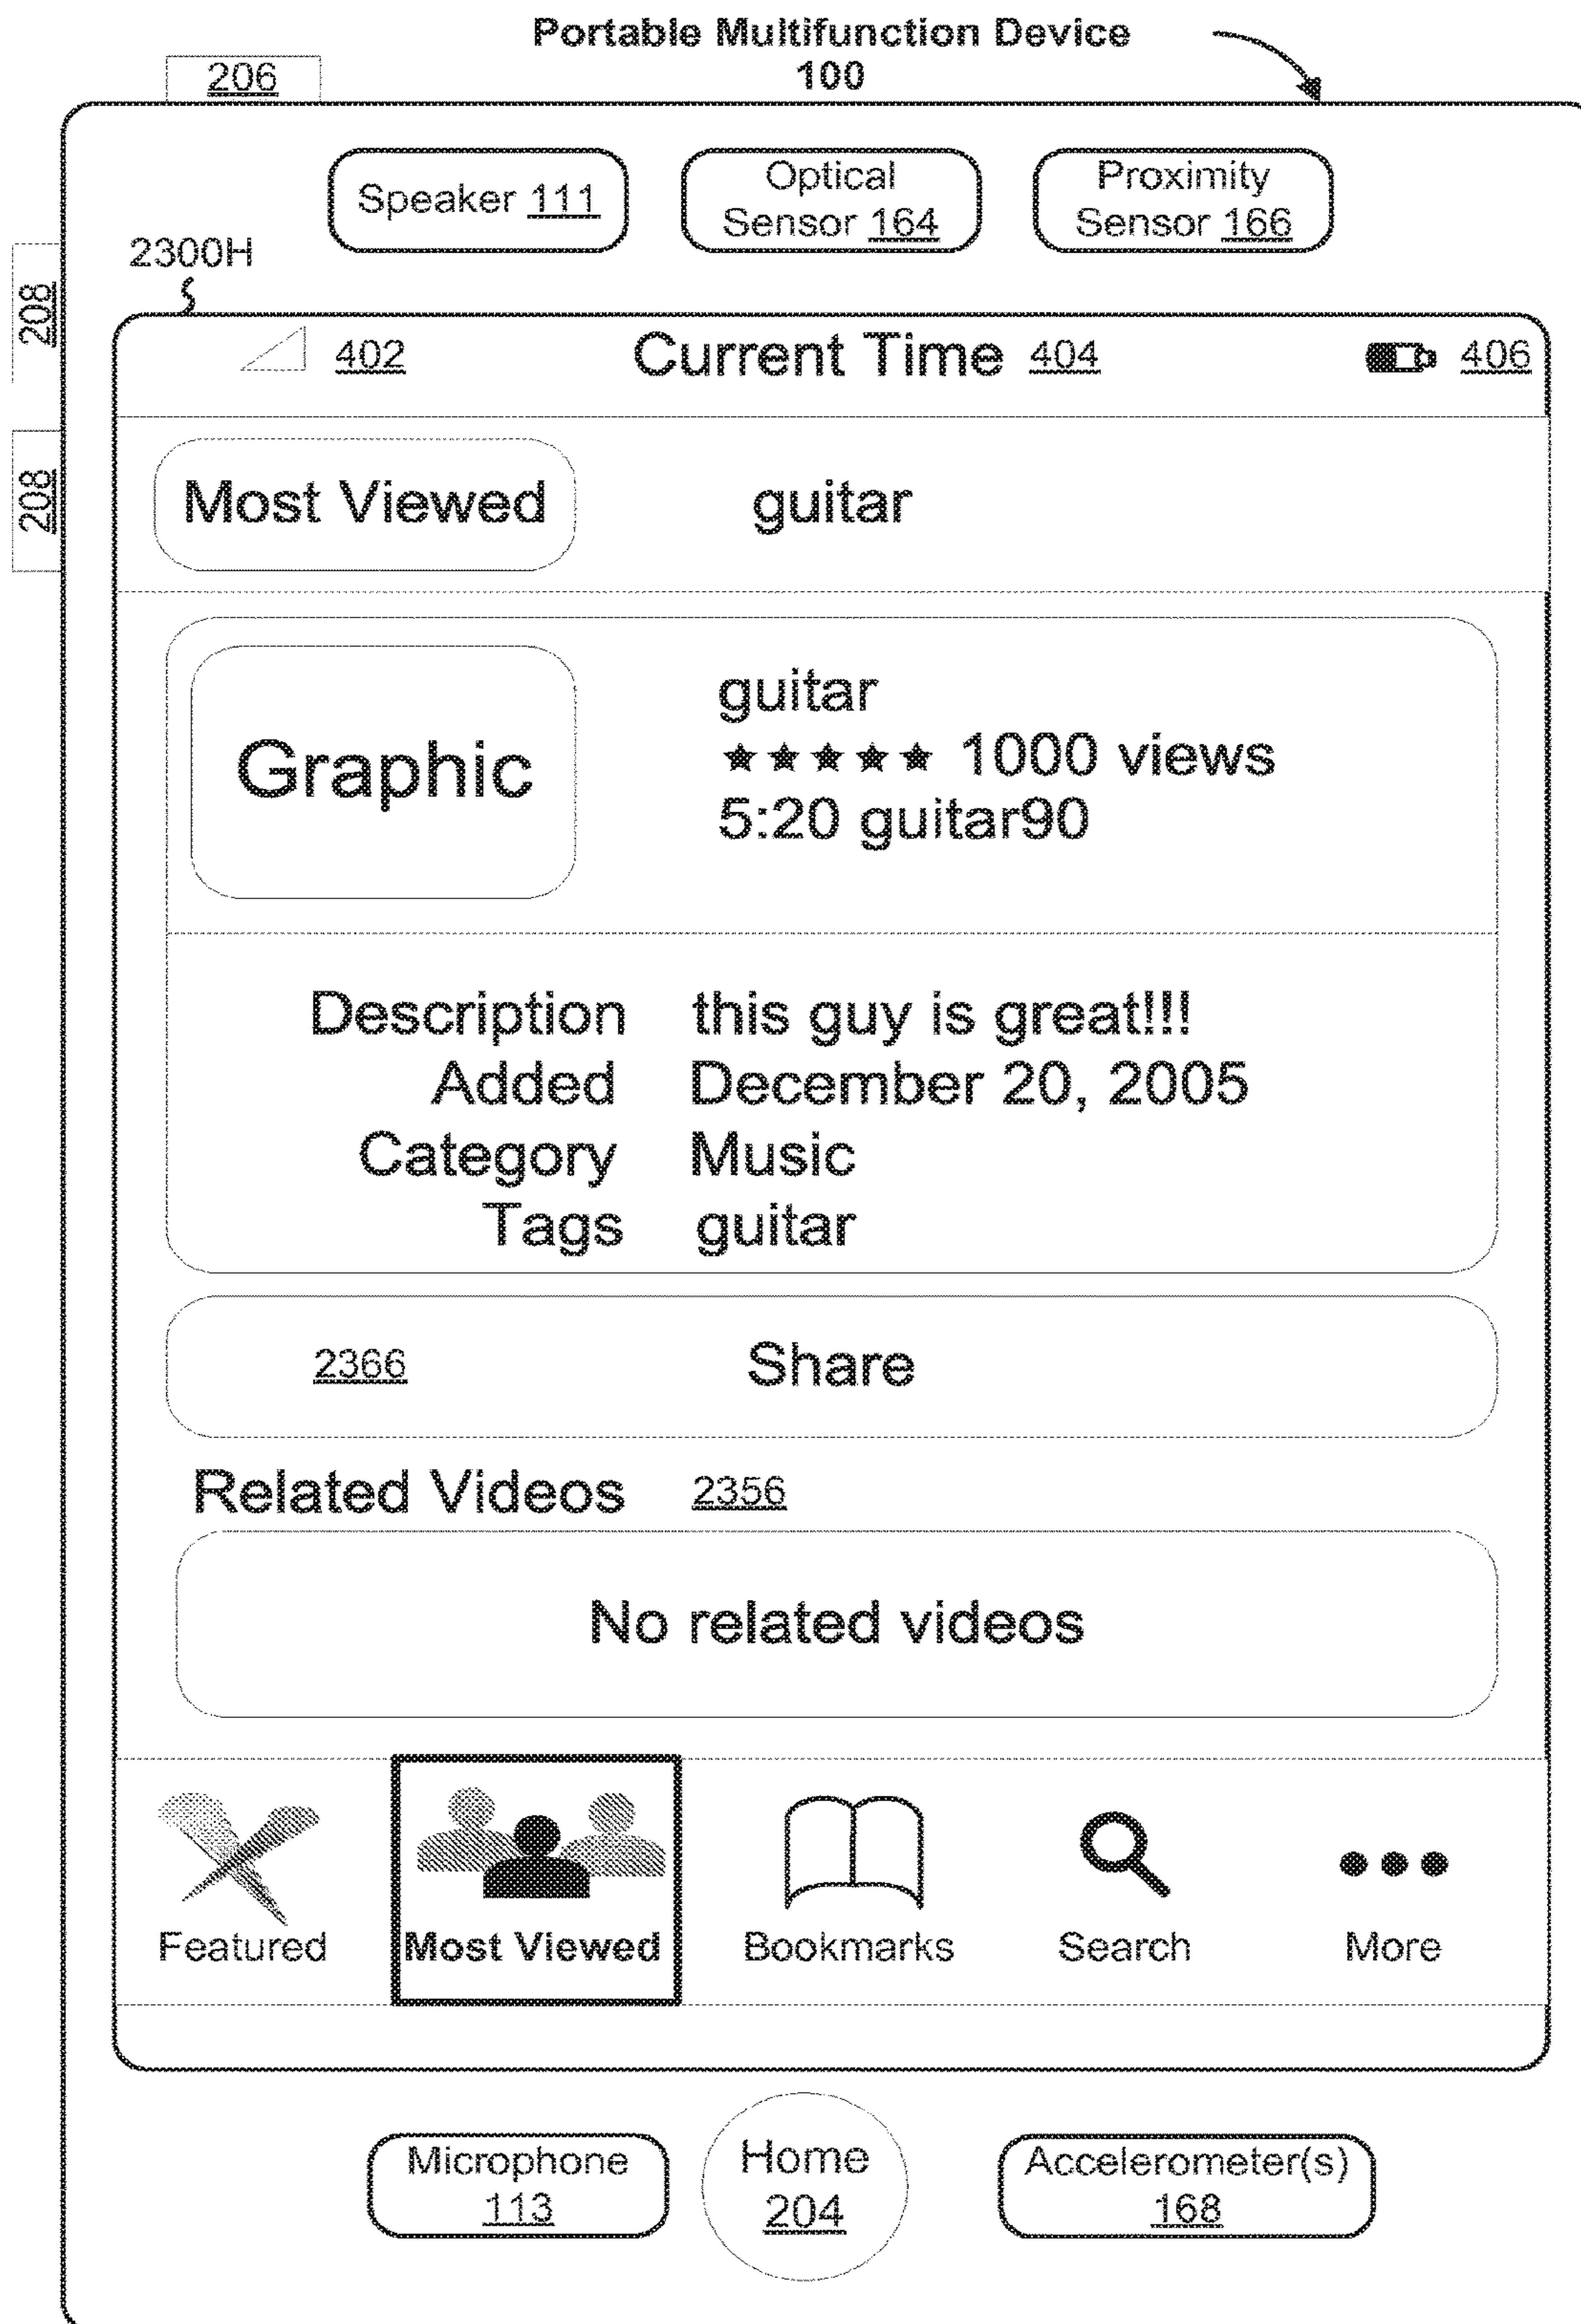 Portable Multifunction Device
100
206
Speaker 111
Optical
Sensor 164
Proximity
Sensor 166
2300H
208
402
Current Time 404
406
208
Most Viewed
guitar
Graphic
guitar
★★★★★ 1000 views
5:20 guitar90
Description this guy is great!!!
Added December 20, 2005
Category Music
Tags guitar
2366 Share
Related Videos 2356
No related videos
Featured
Most Viewed
Bookmarks
Search
More
Microphone
113
Home
204
Accelerometer(s)
168